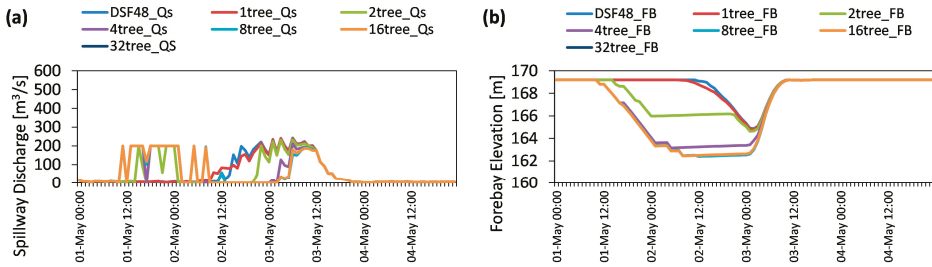 (a)
DSF48_Qs 1tree_Qs 2tree_Qs
4tree_Qs 8tree_Qs 16tree_Qs
32tree_QS
Spillway Discharge [m³/s]
600
500
400
300
200
100
0
01-May 00:00
01-May 12:00
02-May 00:00
02-May 12:00
03-May 00:00
03-May 12:00
04-May 00:00
04-May 12:00
(b)
DSF48_FB 1tree_FB 2tree_FB
4tree_FB 8tree_FB 16tree_FB
32tree_FB
Forebay Elevation [m]
170
168
166
164
162
160
01-May 00:00
01-May 12:00
02-May 00:00
02-May 12:00
03-May 00:00
03-May 12:00
04-May 00:00
04-May 12:00